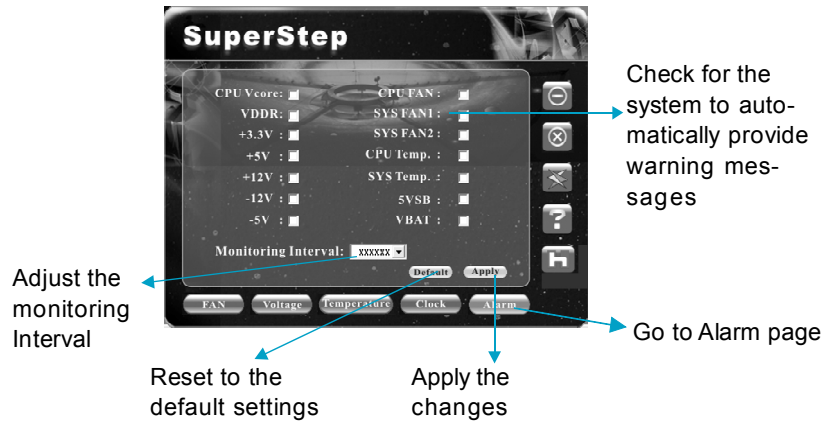 SuperStep
CPU Vcore:
CPU FAN :
VDDR:
SYS FAN1 :
+3.3V :
SYS FAN2 :
+5V :
CPU Temp. :
+12V :
SYS Temp. :
-12V :
5VSB :
-5V :
VBAT :
Monitoring Interval: xxxxxx
Default
Apply
FAN
Voltage
Temperature
Clock
Alarm
?
Check for the
system to auto-
matically provide
warning mes-
sages
Adjust the
monitoring
Interval
Go to Alarm page
Reset to the
default settings
Apply the
changes